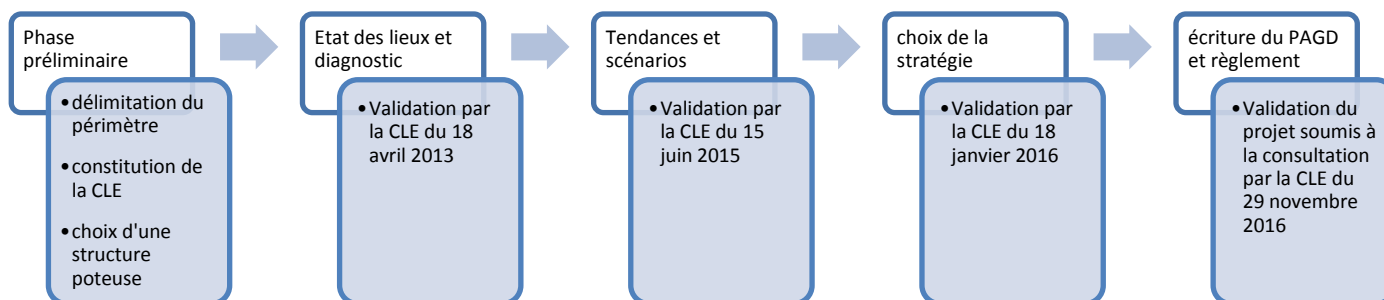 Phase
préliminaire
•délimitation du
périmètre
•constitution de
la CLE
•choix d'une
structure
poteuse
Etat des lieux et
diagnostic
•Validation par
la CLE du 18
avril 2013
Tendances et
scénarios
•Validation par
la CLE du 15
juin 2015
choix de la
stratégie
•Validation par
la CLE du 18
janvier 2016
écriture du PAGD
et règlement
•Validation du
projet soumis à
la consultation
par la CLE du
29 novembre
2016